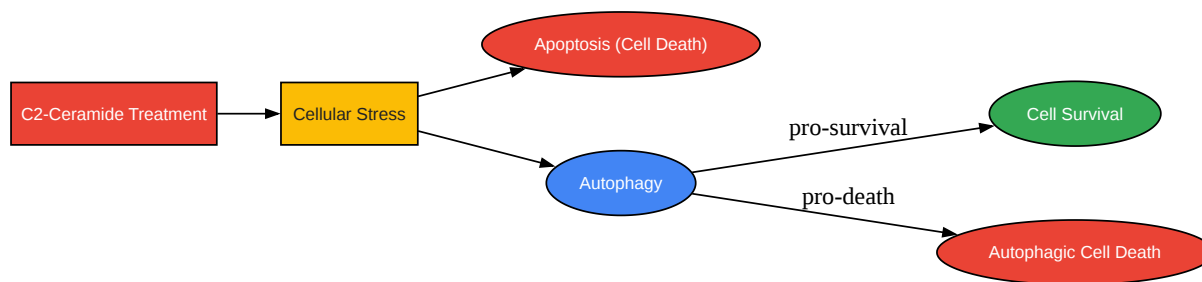 Apoptosis (Cell Death)
C2-Ceramide Treatment
Cellular Stress
Cell Survival
pro-survival
Autophagy
pro-death
Autophagic Cell Death